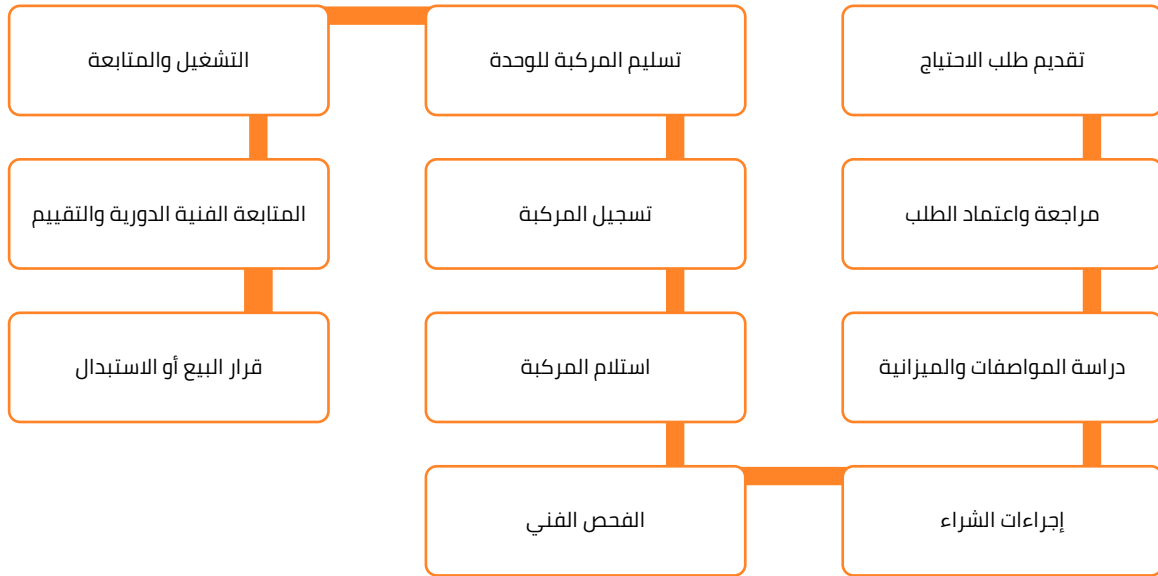 تقديم طلب الاحتياج
مراجعة واعتماد الطلب
دراسة المواصفات والميزانية
إجراءات الشراء
الفحص الفني
استلام المركبة
تسجيل المركبة
تسليم المركبة للوحدة
التشغيل والمتابعة
المتابعة الفنية الدورية والتقييم
قرار البيع أو الاستبدال